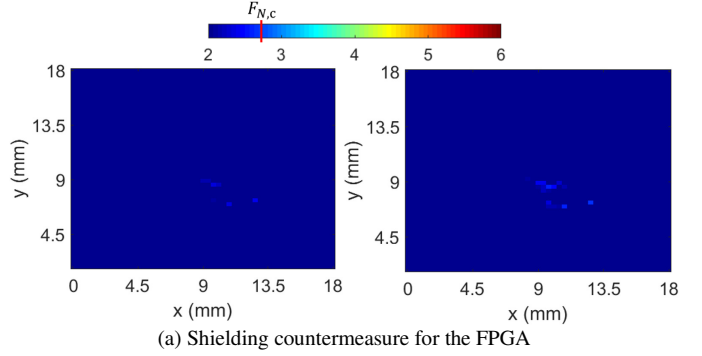 F_N,c
2 3 4 5 6
18 18
13.5 13.5
y (mm) y (mm)
9 9
4.5 4.5
0 4.5 9 13.5 18 0 4.5 9 13.5 18
x (mm) x (mm)
(a) Shielding countermeasure for the FPGA